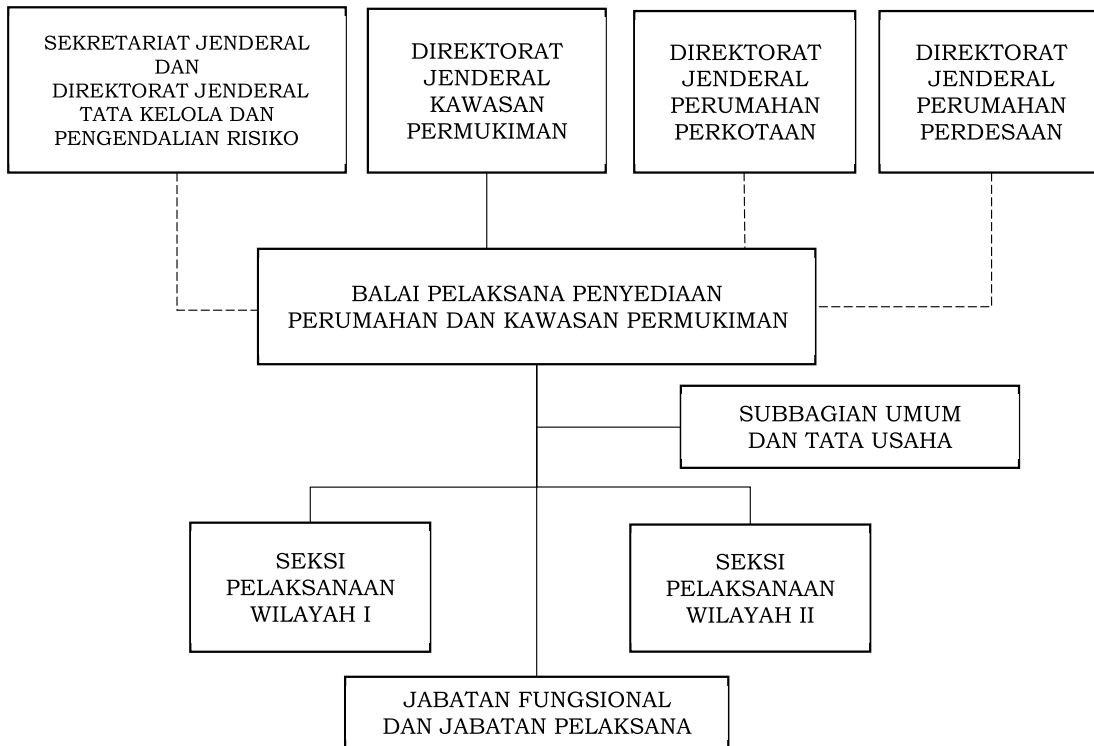 SEKRETARIAT JENDERAL
DAN
DIREKTORAT JENDERAL
TATA KELOLA DAN
PENGENDALIAN RISIKO
DIREKTORAT
JENDERAL
KAWASAN
PERMUKIMAN
DIREKTORAT
JENDERAL
PERUMAHAN
PERKOTAAN
DIREKTORAT
JENDERAL
PERUMAHAN
PERDESAAN
BALAI PELAKSANA PENYEDIAAN
PERUMAHAN DAN KAWASAN PERMUKIMAN
SUBBAGIAN UMUM
DAN TATA USAHA
SEKSI
PELAKSANAAN
WILAYAH I
SEKSI
PELAKSANAAN
WILAYAH II
JABATAN FUNGSIONAL
DAN JABATAN PELAKSANA